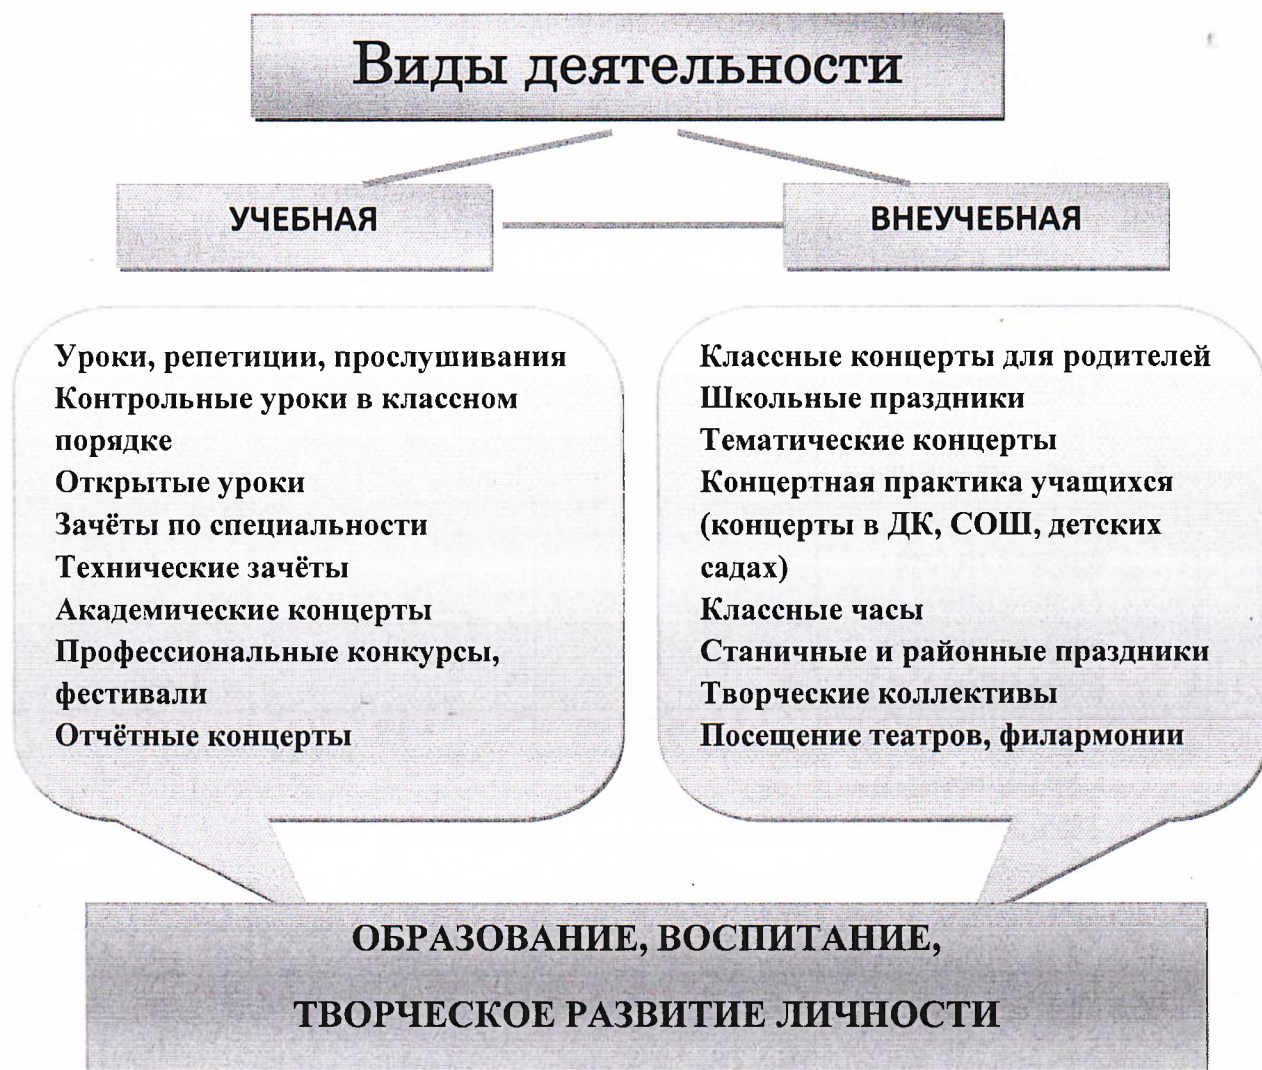 Виды деятельности
УЧЕБНАЯ
ВНЕУЧЕБНАЯ
Уроки, репетиции, прослушивания
Контрольные уроки в классном
порядке
Открытые уроки
Зачёты по специальности
Технические зачёты
Академические концерты
Профессиональные конкурсы,
фестивали
Отчётные концерты
Классные концерты для родителей
Школьные праздники
Тематические концерты
Концертная практика учащихся
(концерты в ДК, СОШ, детских
садах)
Классные часы
Станичные и районные праздники
Творческие коллективы
Посещение театров, филармонии
ОБРАЗОВАНИЕ, ВОСПИТАНИЕ,
ТВОРЧЕСКОЕ РАЗВИТИЕ ЛИЧНОСТИ